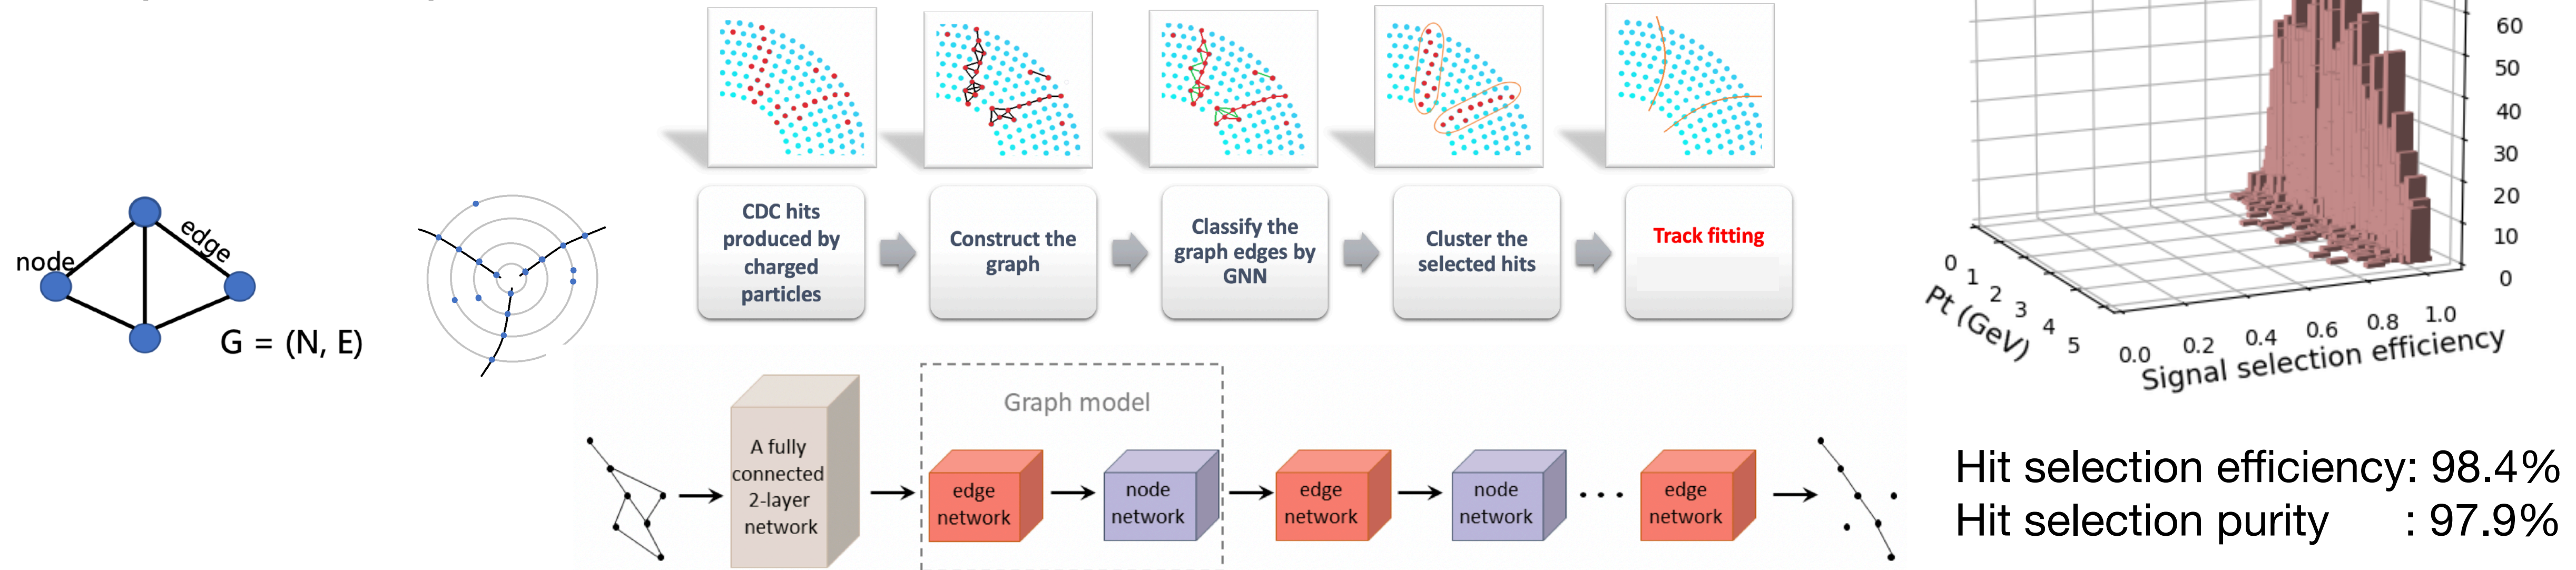 node
edge
G = (N, E)
CDC hits
produced by
charged
particles
Construct the
graph
Classify the
graph edges by
GNN
Cluster the
selected hits
Track fitting
Graph model
A fully
connected
2-layer
network
edge
network
node
network
edge
network
node
network
...
edge
network
60
50
40
30
20
10
0
0
1
2
3
4
5
Pt (GeV)
0.0
0.2
0.4
0.6
0.8
1.0
Signal selection efficiency
Hit selection efficiency: 98.4%
Hit selection purity : 97.9%